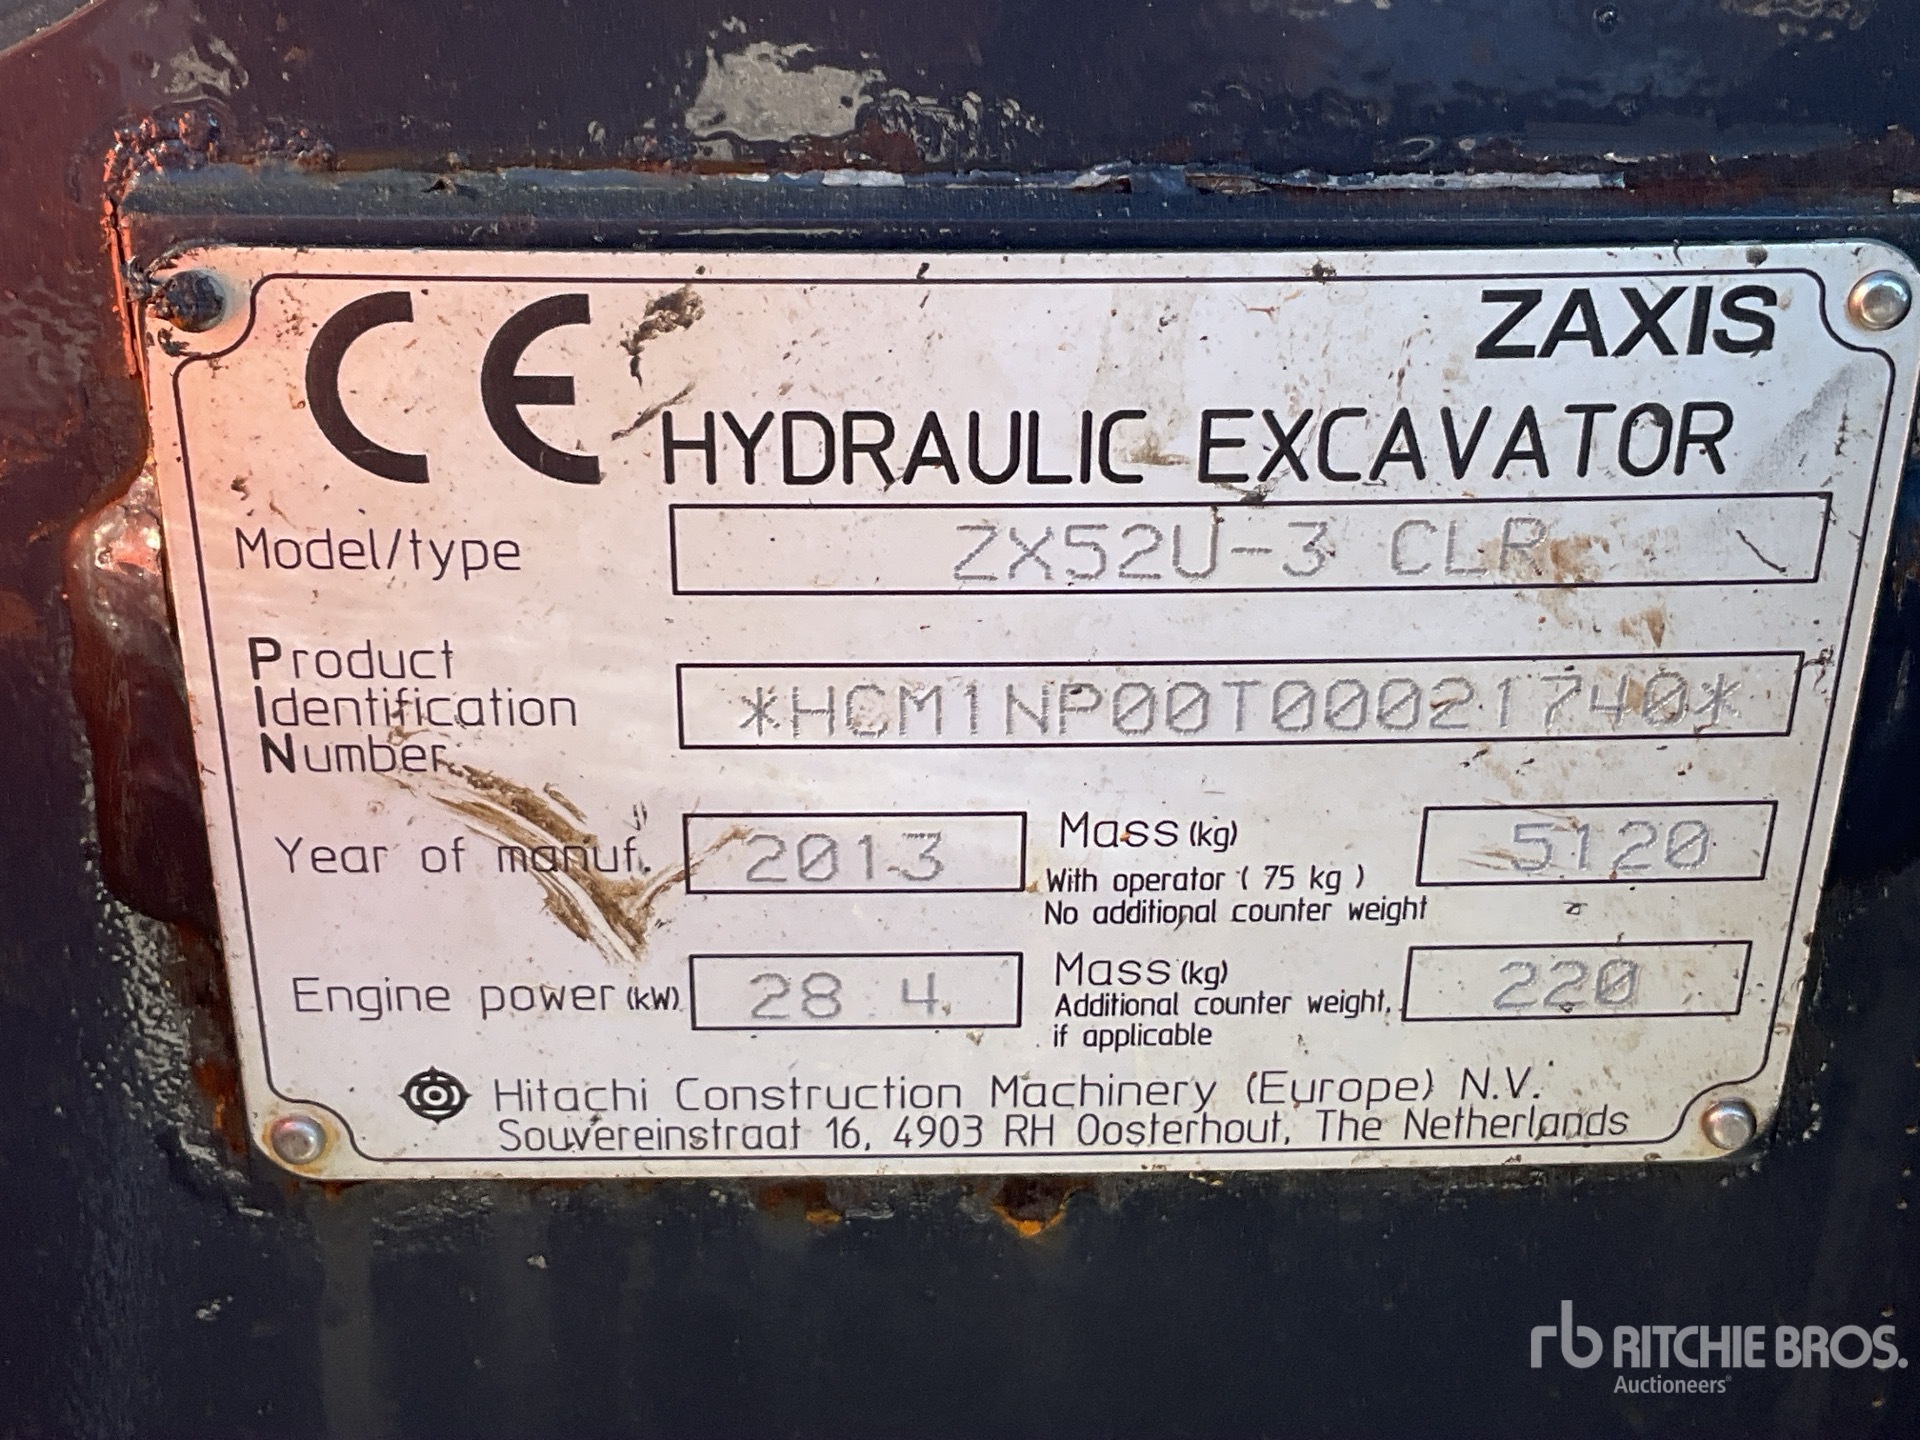 CE
ZAXIS
HYDRAULIC EXCAVATOR
Model/type ZX52U-3 CLR
Product
Identification
Number
*HCM1NP00T00021740*
Year of manuf. 2013
Mass (kg) 5120
With operator (75 kg)
No additional counter weight
Engine power (kW) 28.4
Mass (kg) 220
Additional counter weight,
if applicable
Hitachi Construction Machinery (Europe) N.V.
Souvereinstraat 16, 4903 RH Oosterhout, The Netherlands
rb RITCHIE BROS.
Auctioneers®